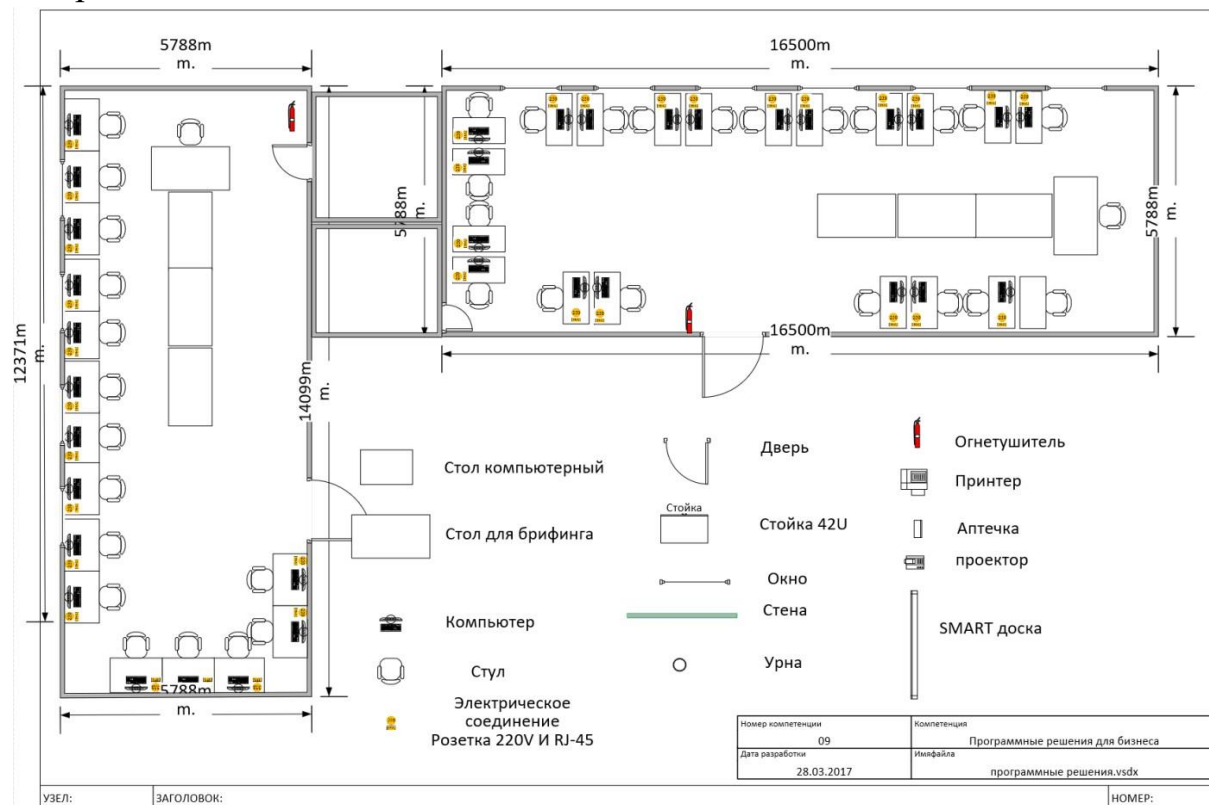 5788m
m.
16500m
m.
5788m
m.
5788m
m.
12371m
m.
14099m
m.
16500m
m.
5788m
m.
Стол компьютерный
Стол для брифинга
Компьютер
Стул
Электрическое
соединение
Розетка 220V И RJ-45
Дверь
Стойка
Стойка 42U
Окно
Стена
Урна
Огнетушитель
Принтер
Аптечка
проектор
SMART доска
Номер компетенции
09
Компетенция
Программные решения для бизнеса
Дата разработки
28.03.2017
Имяфайла
программные решения.vsdx
УЗЕЛ:
ЗАГОЛОВОК:
НОМЕР: